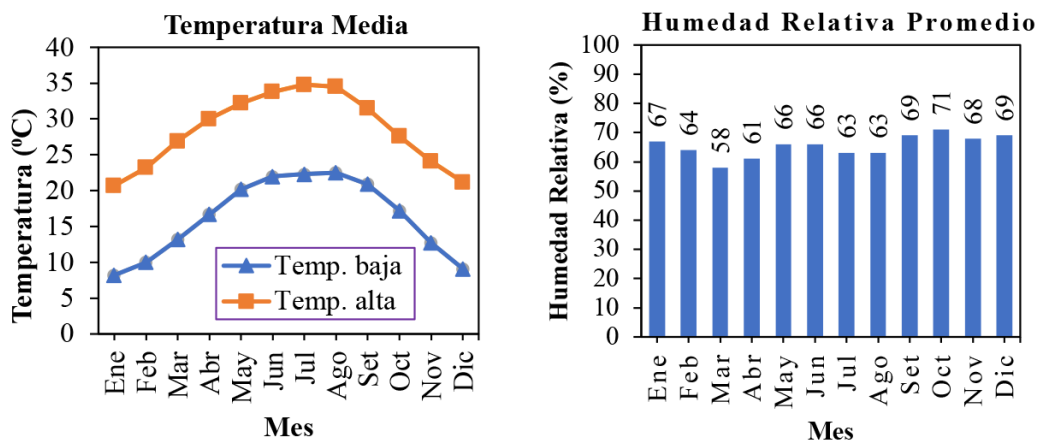 Temperatura Media
Temperatura (ºC)
40
35
30
25
20
15
10
5
0
Temp. baja
Temp. alta
Ene
Feb
Mar
Abr
May
Jun
Jul
Ago
Set
Oct
Nov
Dic
Mes
Humedad Relativa Promedio
Humedad Relativa (%)
100
90
80
70
60
50
40
30
20
10
0
67
64
58
61
66
66
63
63
69
71
68
69
Ene
Feb
Mar
Abr
May
Jun
Jul
Ago
Set
Oct
Nov
Dic
Mes